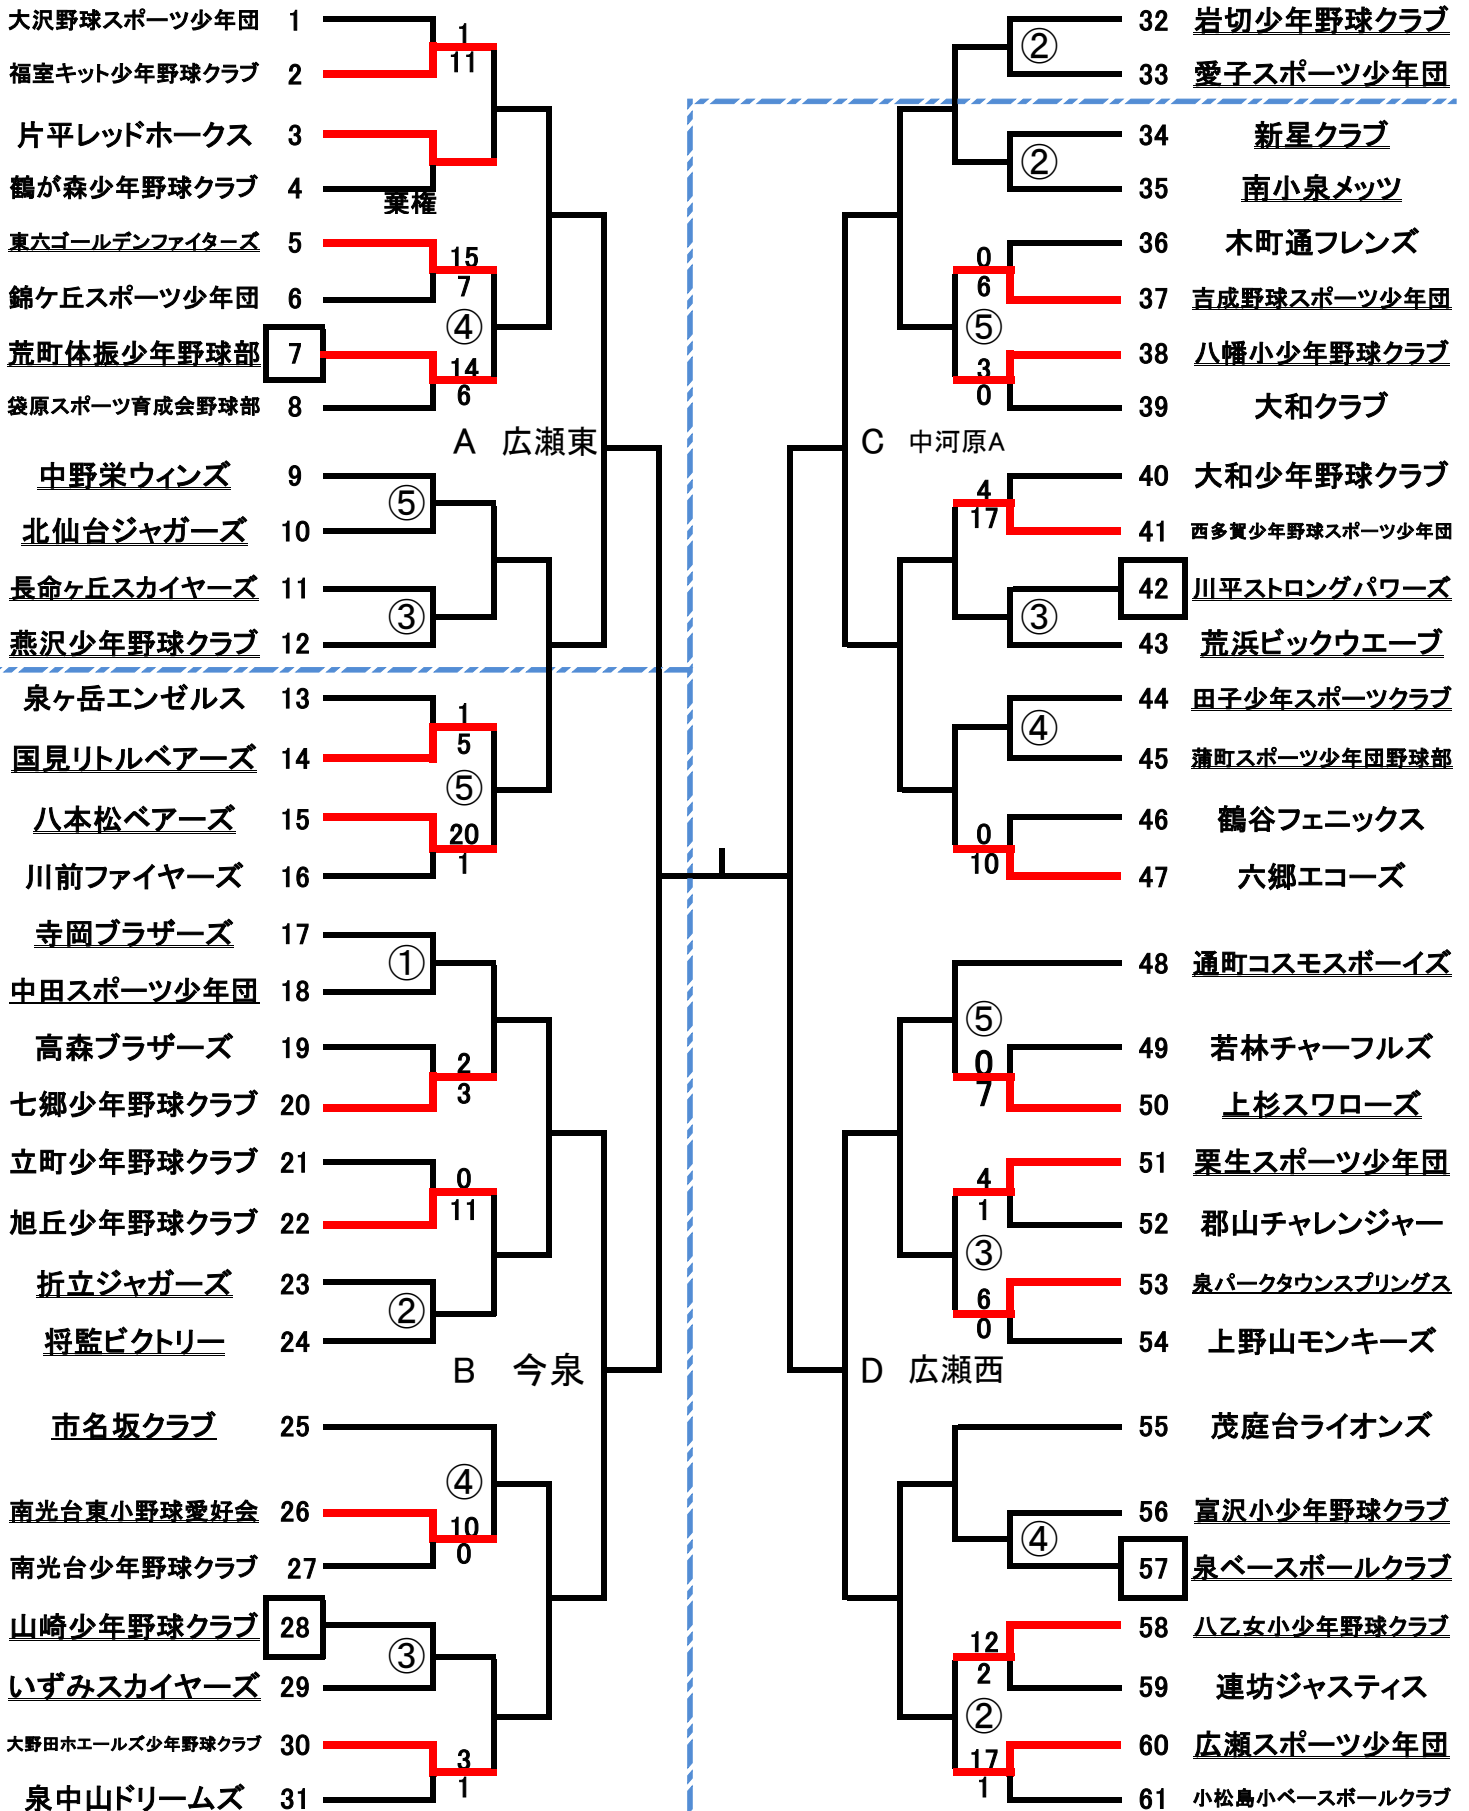 大沢野球スポーツ少年団 1
1
11
福室キット少年野球クラブ 2
片平レッドホークス 3
鶴が森少年野球クラブ 4
棄権
東六ゴールデンファイターズ 5
15
7
錦ケ丘スポーツ少年団 6
④
荒町体振少年野球部 7
14
6
袋原スポーツ育成会野球部 8
A 広瀬東
中野栄ウィンズ 9
⑤
北仙台ジャガーズ 10
長命ヶ丘スカイヤーズ 11
③
燕沢少年野球クラブ 12
泉ヶ岳エンゼルス 13
1
5
国見リトルベアーズ 14
⑤
八本松ベアーズ 15
20
1
川前ファイヤーズ 16
寺岡ブラザーズ 17
①
中田スポーツ少年団 18
高森ブラザーズ 19
2
3
七郷少年野球クラブ 20
立町少年野球クラブ 21
0
11
旭丘少年野球クラブ 22
折立ジャガーズ 23
②
将監ビクトリー 24
B 今泉
市名坂クラブ 25
④
南光台東小野球愛好会 26
10
0
南光台少年野球クラブ 27
山崎少年野球クラブ 28
③
いずみスカイヤーズ 29
大野田ホエールズ少年野球クラブ 30
3
1
泉中山ドリームズ 31
32 岩切少年野球クラブ
②
33 愛子スポーツ少年団
34 新星クラブ
②
35 南小泉メッツ
36 木町通フレンズ
0
6
37 吉成野球スポーツ少年団
⑤
38 八幡小少年野球クラブ
3
0
39 大和クラブ
C 中河原A
40 大和少年野球クラブ
4
17
41 西多賀少年野球スポーツ少年団
42 川平ストロングパワーズ
③
43 荒浜ビックウエーブ
44 田子少年スポーツクラブ
④
45 蒲町スポーツ少年団野球部
46 鶴谷フェニックス
0
10
47 六郷エコーズ
48 通町コスモスボーイズ
⑤
49 若林チャーフルズ
0
7
50 上杉スワローズ
51 栗生スポーツ少年団
4
1
52 郡山チャレンジャー
③
53 泉パークタウンスプリングス
6
0
54 上野山モンキーズ
D 広瀬西
55 茂庭台ライオンズ
56 富沢小少年野球クラブ
④
57 泉ベースボールクラブ
58 八乙女小少年野球クラブ
12
2
59 連坊ジャスティス
②
60 広瀬スポーツ少年団
17
1
61 小松島小ベースボールクラブ